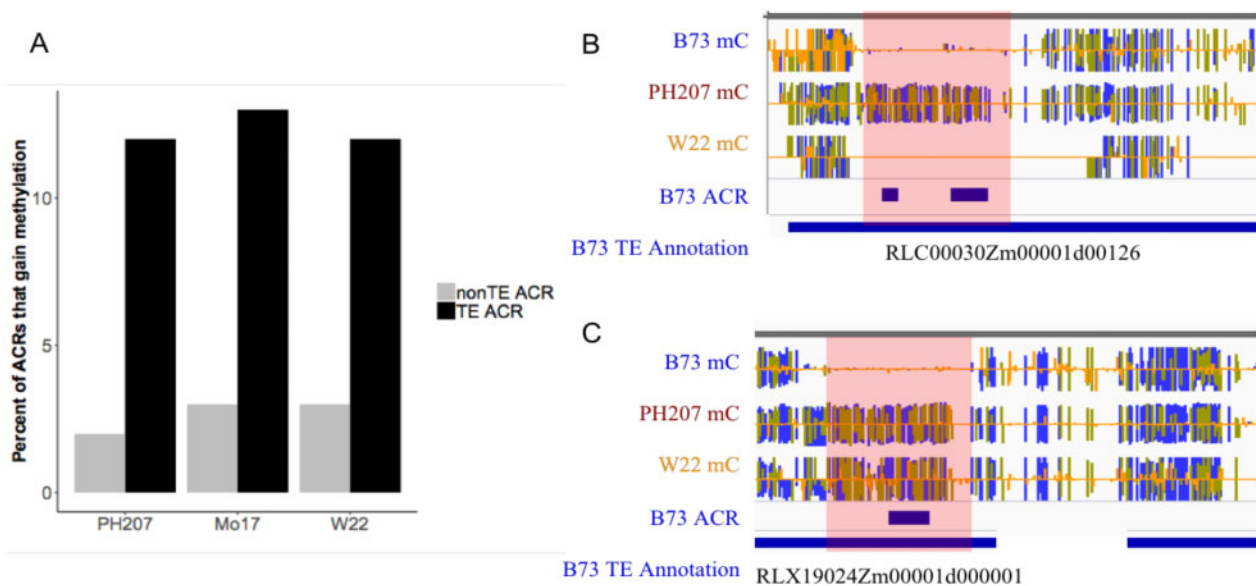 A
Percent of ACRs that gain methylation
10
5
0
PH207
Mo17
W22
nonTE ACR
TE ACR
B
B73 mC
PH207 mC
W22 mC
B73 ACR
B73 TE Annotation
RLC00030Zm00001d00126
C
B73 mC
PH207 mC
W22 mC
B73 ACR
B73 TE Annotation
RLX19024Zm00001d000001